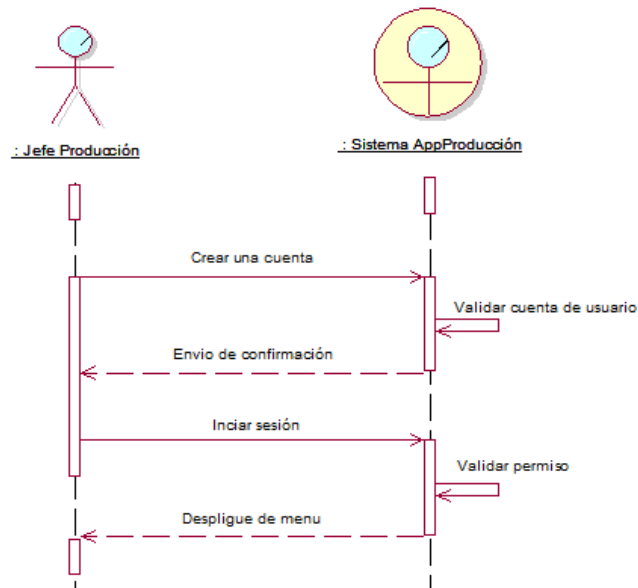 : Jefe Producción
: Sistema AppProducción
Crear una cuenta
Validar cuenta de usuario
Envio de confirmación
Inciar sesión
Validar permiso
Despligue de menu